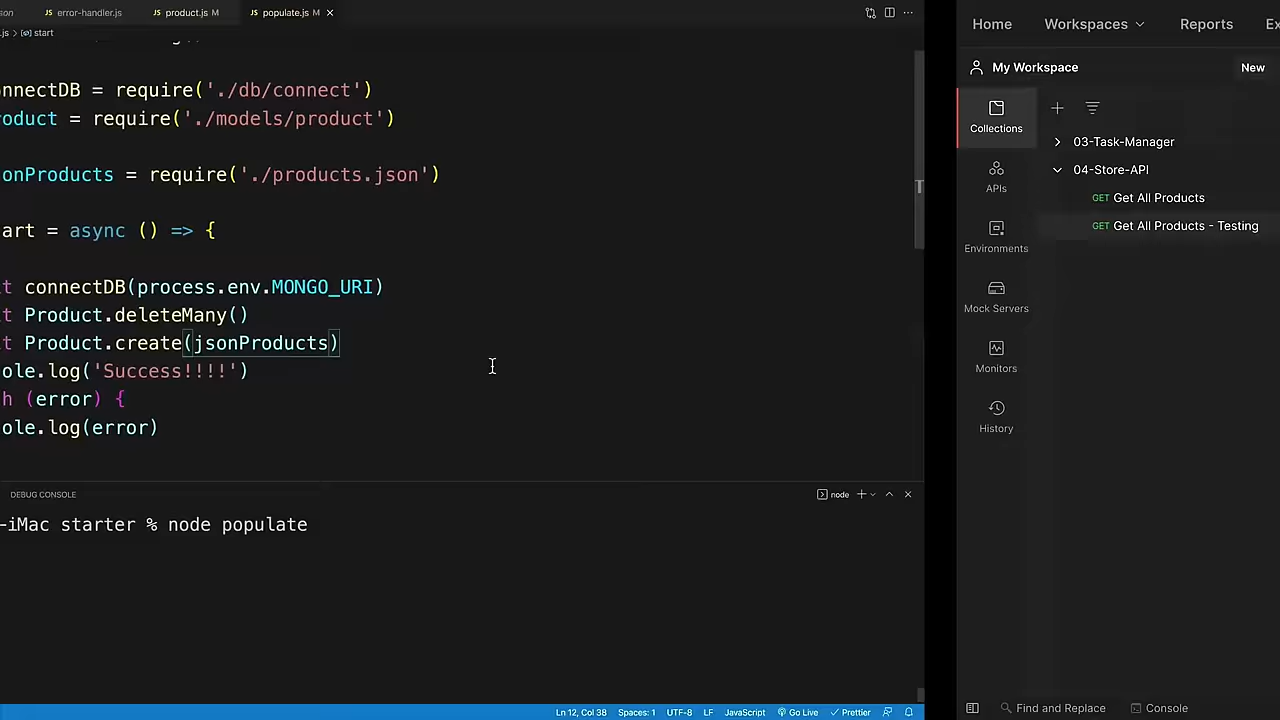 son
error-handler.js
product.js M
populate.js M
.js > start
nnectDB = require('./db/connect')
roduct = require('./models/product')
onProducts = require('./products.json')
art = async () => {
t connectDB(process.env.MONGO_URI)
t Product.deleteMany()
t Product.create(jsonProducts)
ole.log('Success!!!!')
h (error) {
ole.log(error)
DEBUG CONSOLE
node
-iMac starter % node populate
Ln 12, Col 38 Spaces: 1 UTF-8 LF JavaScript Go Live Prettier
Home Workspaces Reports Ex
My Workspace New
Collections
APIs
Environments
Mock Servers
Monitors
History
03-Task-Manager
04-Store-API
GET Get All Products
GET Get All Products - Testing
Find and Replace Console